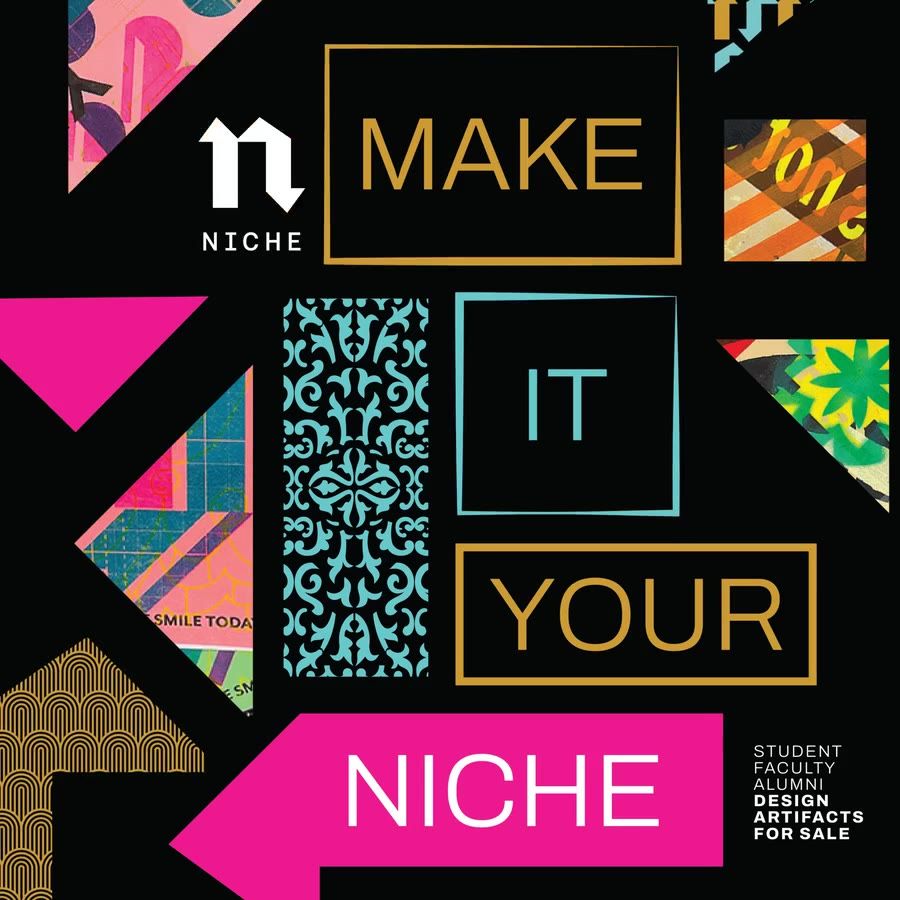 n
NICHE
MAKE
IT
YOUR
NICHE
SMILE TODAY
STUDENT
FACULTY
ALUMNI
DESIGN
ARTIFACTS
FOR SALE